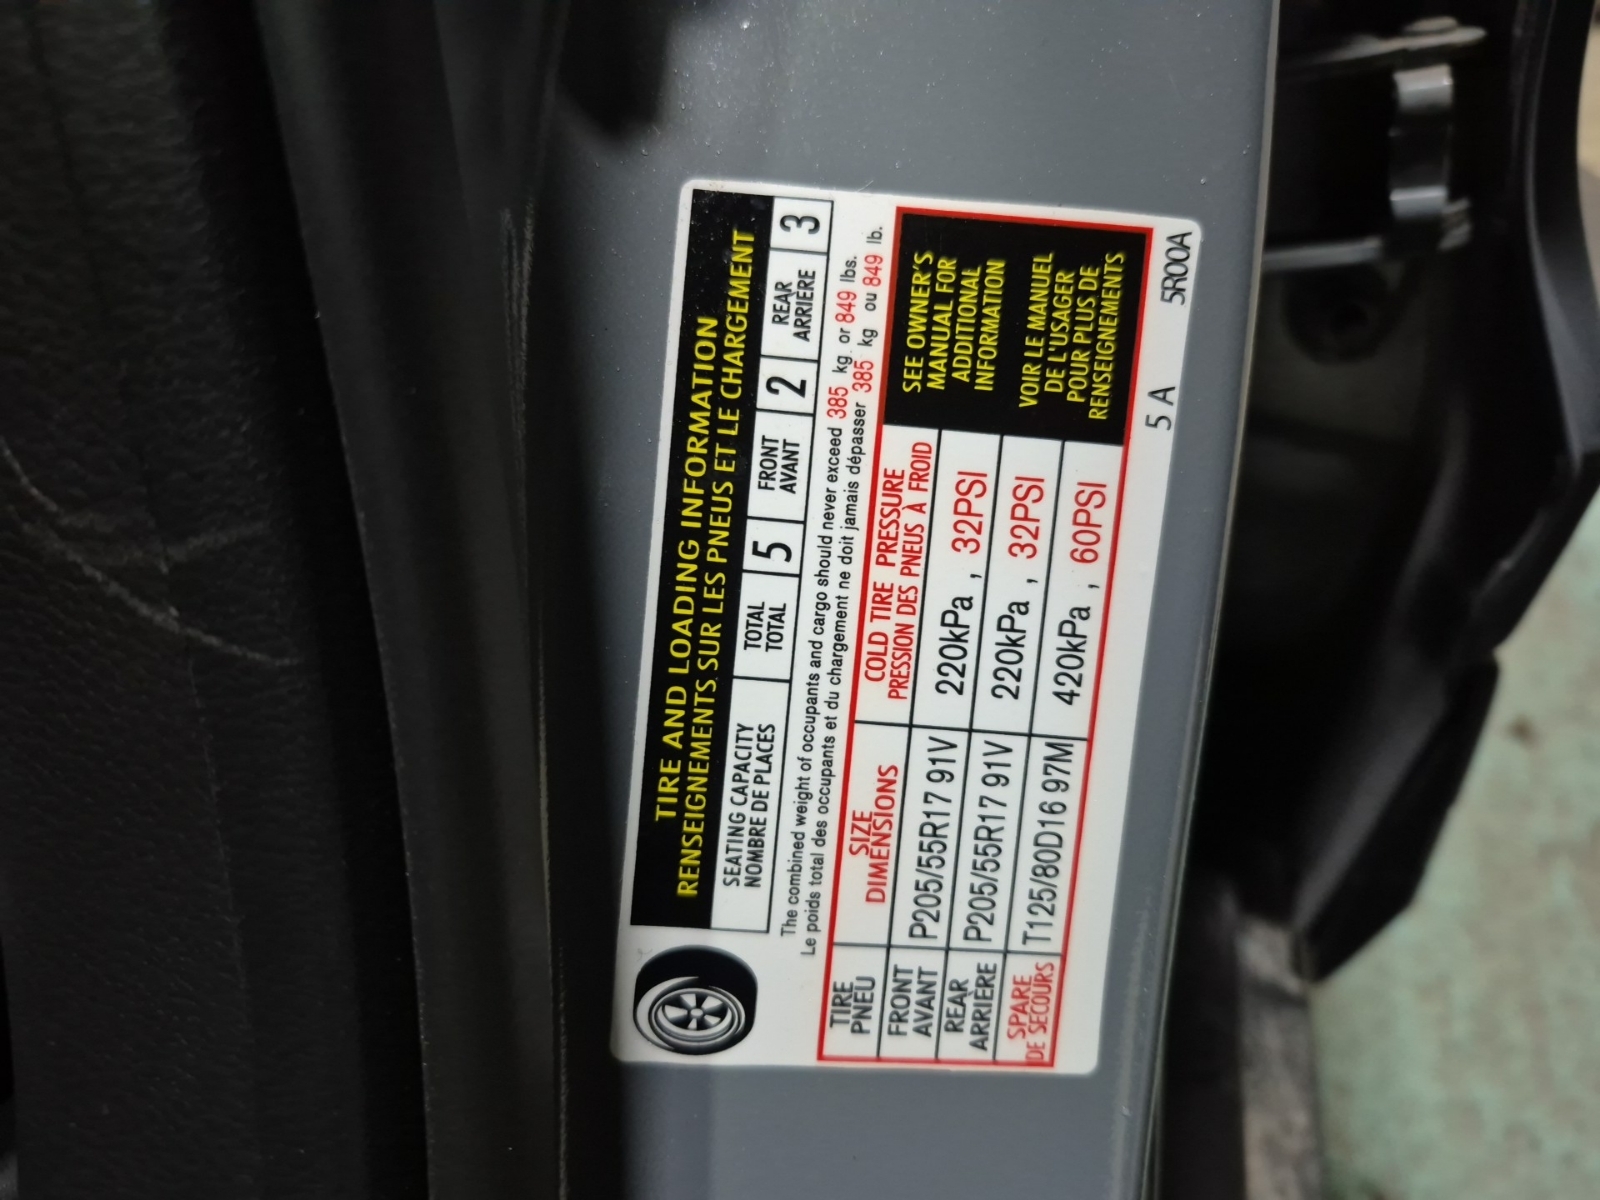 TIRE AND LOADING INFORMATION
RENSEIGNEMENTS SUR LES PNEUS ET LE CHARGEMENT
SEATING CAPACITY
NOMBRE DE PLACES
TOTAL
TOTAL
5
FRONT
AVANT
2
REAR
ARRIÈRE
3
The combined weight of occupants and cargo should never exceed 385 kg. or 849 lbs.
Le poids total des occupants et du chargement ne doit jamais dépasser 385 kg ou 849 lb.
TIRE
PNEU
SIZE
DIMENSIONS
COLD TIRE PRESSURE
PRESSION DES PNEUS À FROID
FRONT
AVANT
P205/55R17 91V
220kPa , 32PSI
REAR
ARRIÈRE
P205/55R17 91V
220kPa , 32PSI
SPARE
DE SECOURS
T125/80D16 97M
420kPa , 60PSI
SEE OWNER'S
MANUAL FOR
ADDITIONAL
INFORMATION
VOIR LE MANUEL
DE L'USAGER
POUR PLUS DE
RENSEIGNEMENTS
5 A 5R00A